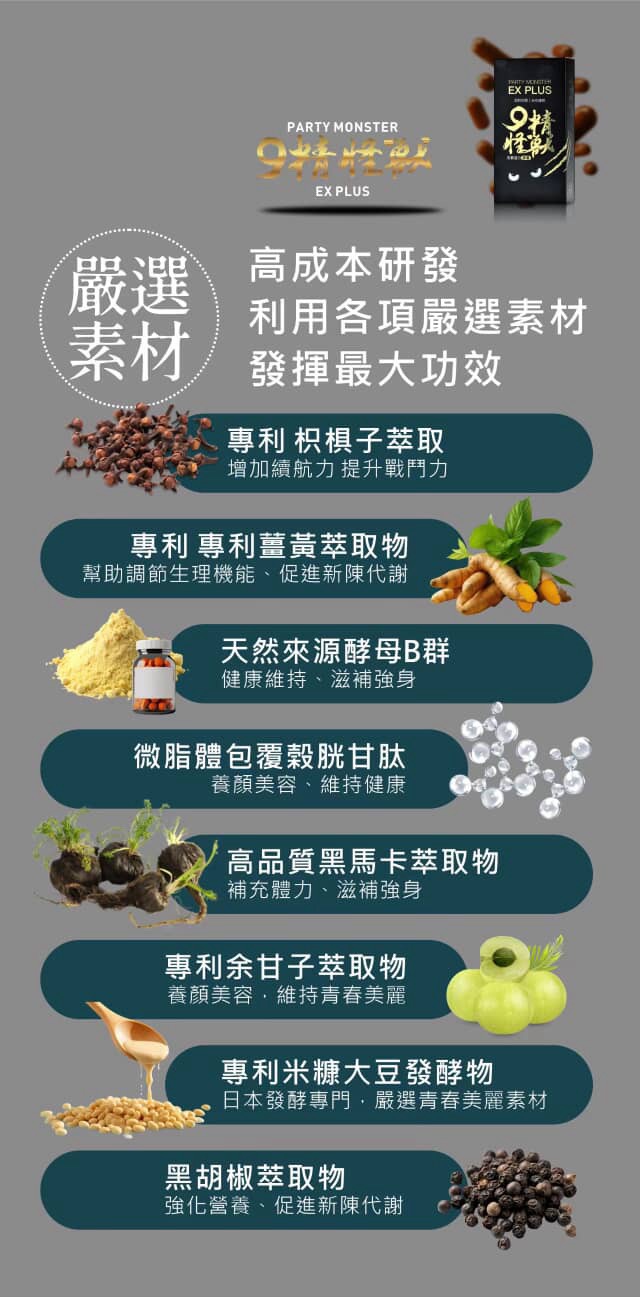 PARTY MONSTER
EX PLUS
9精怪獸
PARTY MONSTER
9精怪獸
EX PLUS
嚴選
素材
高成本研發
利用各項嚴選素材
發揮最大功效
專利 枳椇子萃取
增加續航力 提升戰鬥力
專利 專利薑黃萃取物
幫助調節生理機能、促進新陳代謝
天然來源酵母B群
健康維持、滋補強身
微脂體包覆穀胱甘肽
養顏美容、維持健康
高品質黑馬卡萃取物
補充體力、滋補強身
專利余甘子萃取物
養顏美容，維持青春美麗
專利米糠大豆發酵物
日本發酵專門，嚴選青春美麗素材
黑胡椒萃取物
強化營養、促進新陳代謝